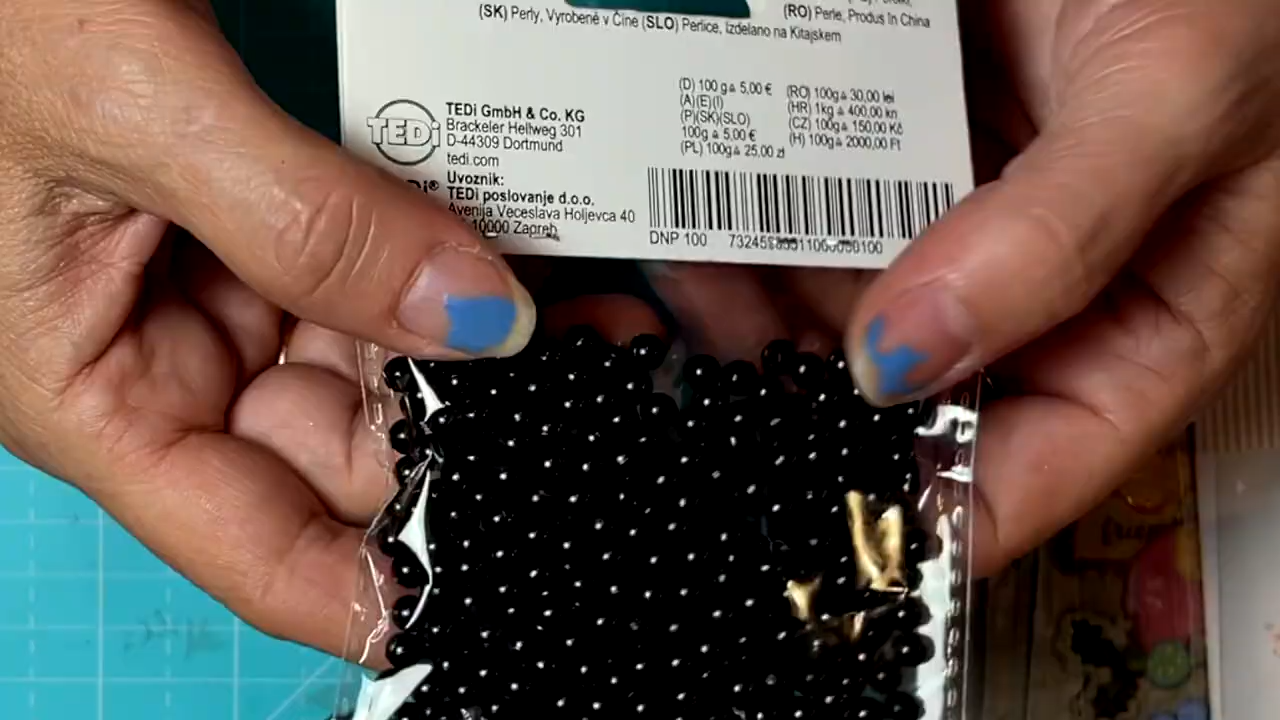 (SK) Perly, Vyrobené v Číne (SLO) Perlice, Izdelano na Kitajskem
(RO) Perle, Produs în China
TEDi
TEDi GmbH & Co. KG
Brackeler Hellweg 301
D-44309 Dortmund
tedi.com
Uvoznik:
TEDi poslovanje d.o.o.
Avenija Veceslava Holjevca 40
10000 Zagreb
(D) 100 g≙ 5,00 €
(A)(E)(I)
(P)(SK)(SLO)
100g≙ 5,00 €
(PL) 100g≙ 25,00 zł
(RO) 100g≙ 30,00 lei
(HR) 1kg≙ 400,00 kn
(CZ) 100g≙ 150,00 Kč
(H) 100g≙ 2000,00 Ft
DNP 100